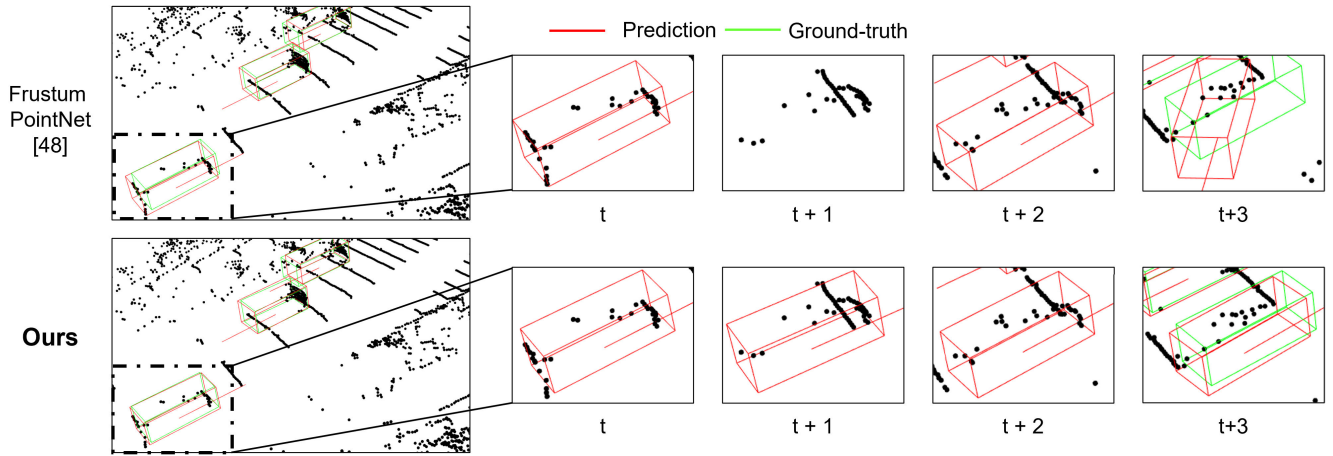 Prediction Ground-truth
Frustum
PointNet
[48]
t t + 1 t + 2 t+3
Ours
t t + 1 t + 2 t+3